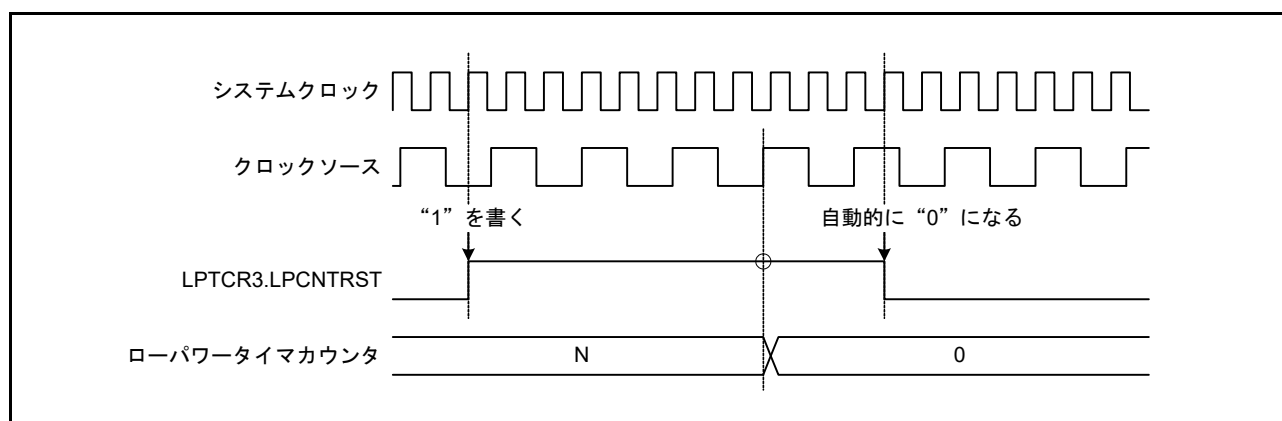 システムクロック
クロックソース
“1”を書く
自動的に“0”になる
LPTCR3.LPCNTRST
ローパワータイマカウンタ
N
0